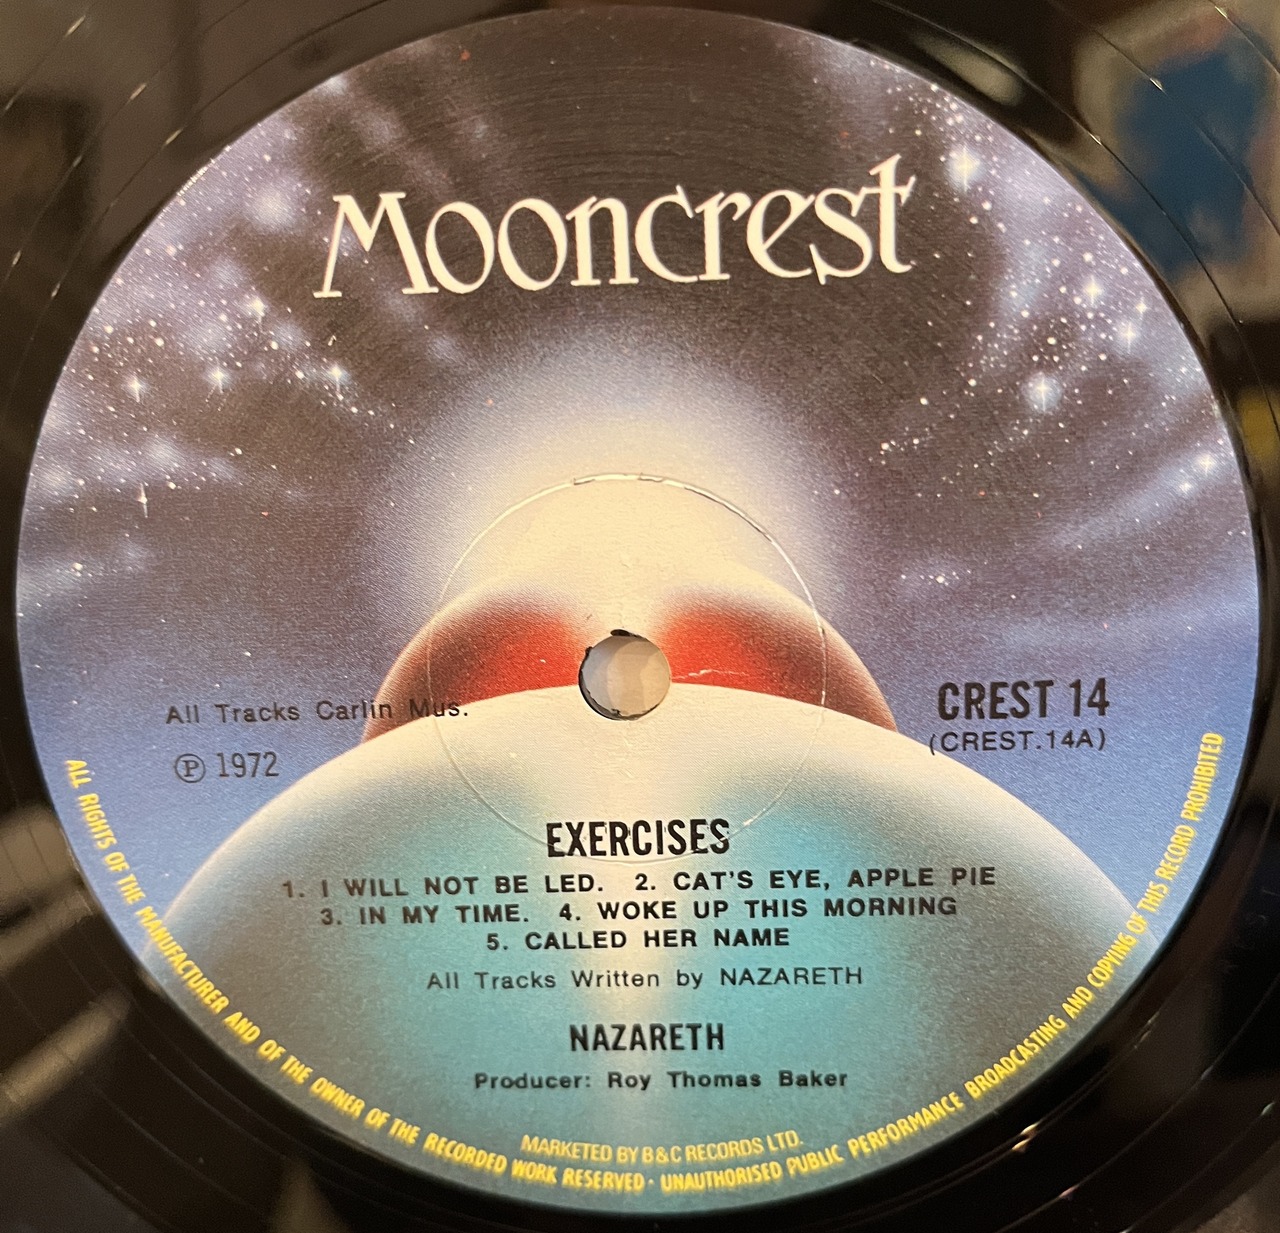 Mooncrest
All Tracks Carlin Mus.
℗ 1972
CREST 14
(CREST.14A)
EXERCISES
1. I WILL NOT BE LED. 2. CAT'S EYE, APPLE PIE
3. IN MY TIME. 4. WOKE UP THIS MORNING
5. CALLED HER NAME
All Tracks Written by NAZARETH
NAZARETH
Producer: Roy Thomas Baker
MARKETED BY B&C RECORDS LTD.
ALL RIGHTS OF THE MANUFACTURER AND OF THE OWNER OF THE RECORDED WORK RESERVED · UNAUTHORISED PUBLIC PERFORMANCE BROADCASTING AND COPYING OF THIS RECORD PROHIBITED